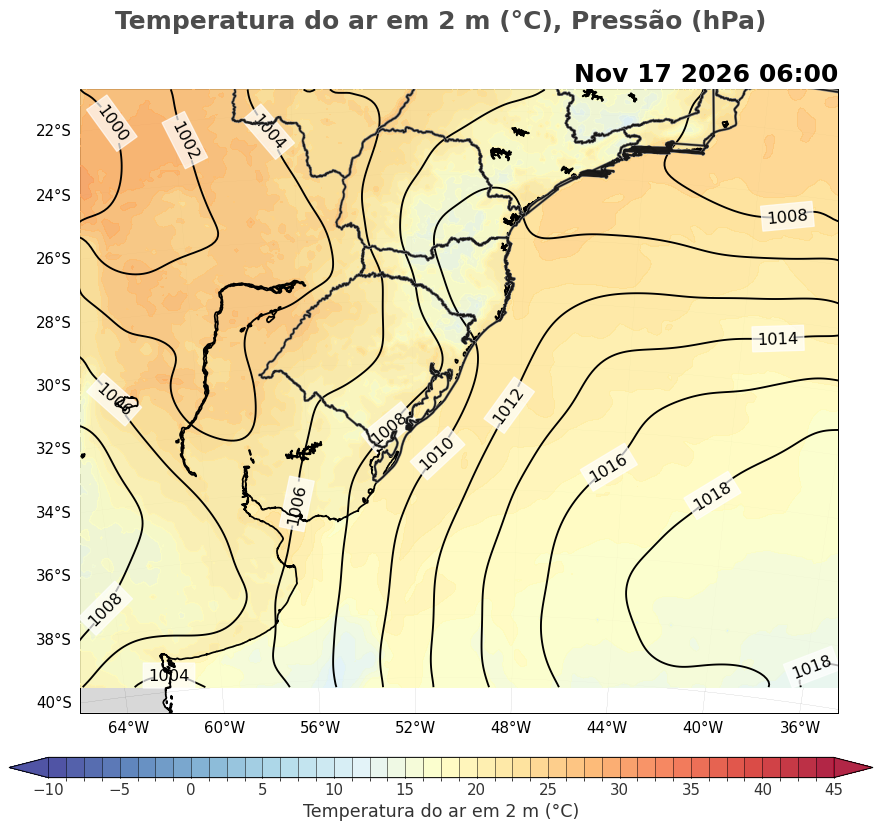 Temperatura do ar em 2 m (°C), Pressão (hPa)
Nov 17 2026 06:00
1000
1002
1004
22°S
24°S
1008
26°S
28°S
1014
30°S
1006
1012
1008
32°S
1010
1016
1018
34°S
1006
36°S
1008
38°S
1018
1004
40°S
64°W 60°W 56°W 52°W 48°W 44°W 40°W 36°W
−10 −5 0 5 10 15 20 25 30 35 40 45
Temperatura do ar em 2 m (°C)